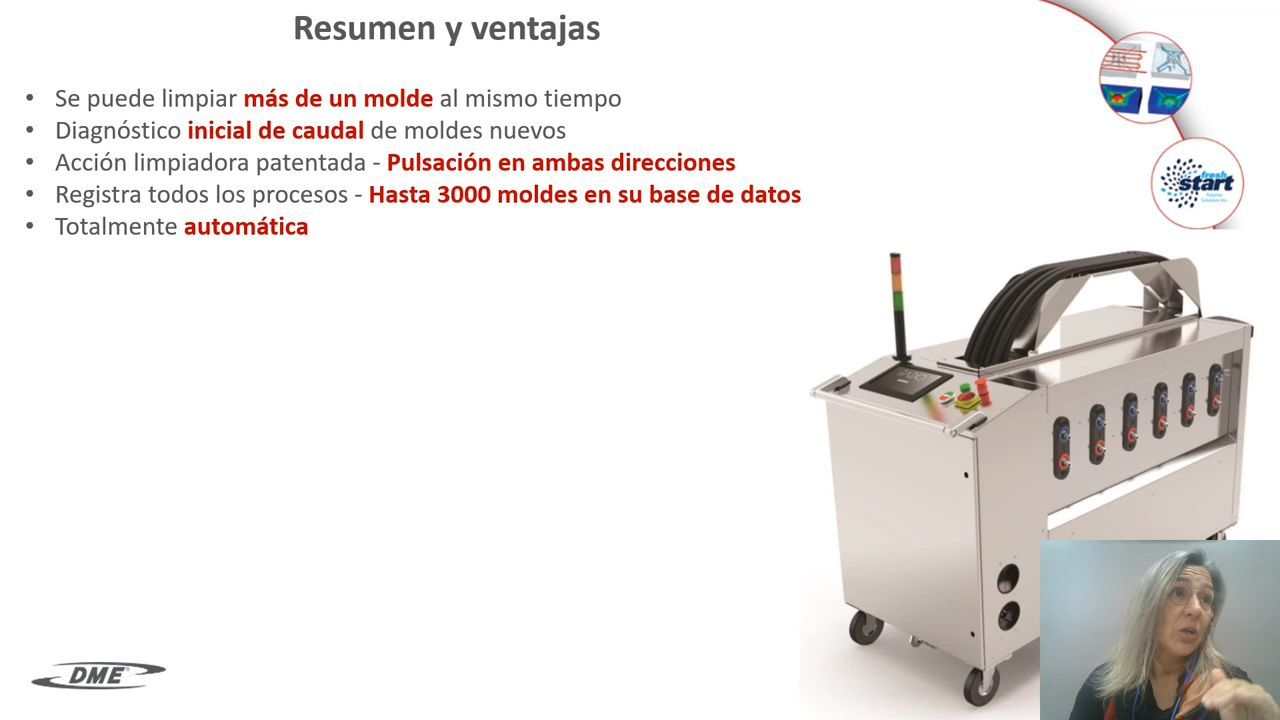 Resumen y ventajas
• Se puede limpiar más de un molde al mismo tiempo
• Diagnóstico inicial de caudal de moldes nuevos
• Acción limpiadora patentada - Pulsación en ambas direcciones
• Registra todos los procesos - Hasta 3000 moldes en su base de datos
• Totalmente automática
fresh
start
DME®